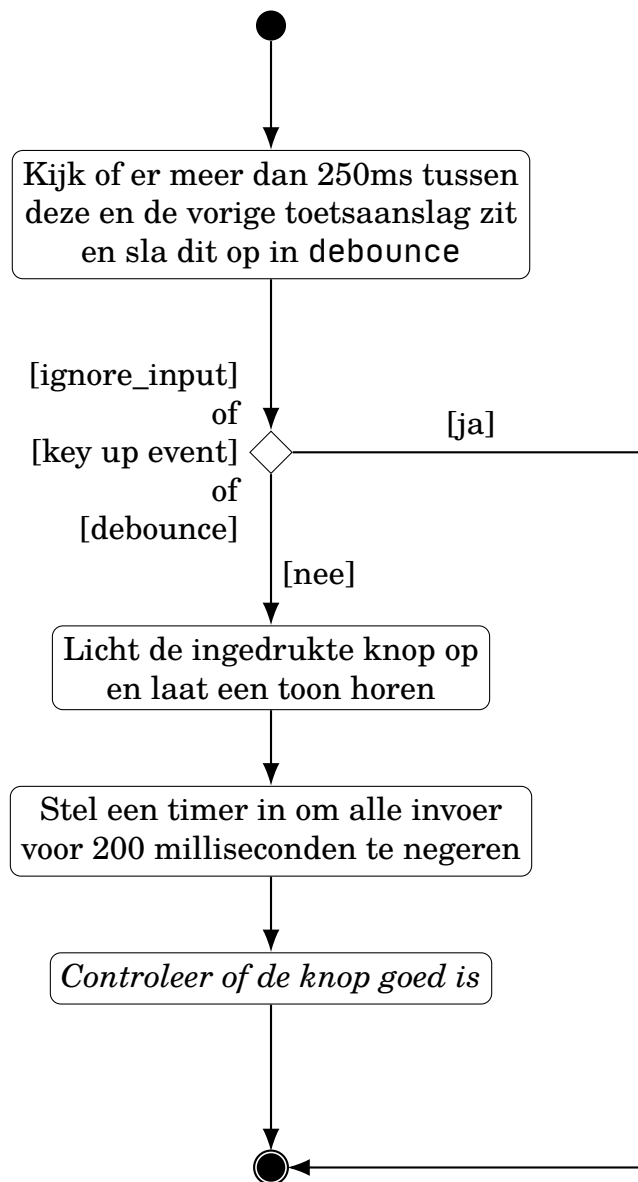 Kijk of er meer dan 250ms tussen
deze en de vorige toetsaanslag zit
en sla dit op in debounce
[ignore_input]
of
[key up event]
of
[debounce]
[ja]
[nee]
Licht de ingedrukte knop op
en laat een toon horen
Stel een timer in om alle invoer
voor 200 milliseconden te negeren
Controleer of de knop goed is